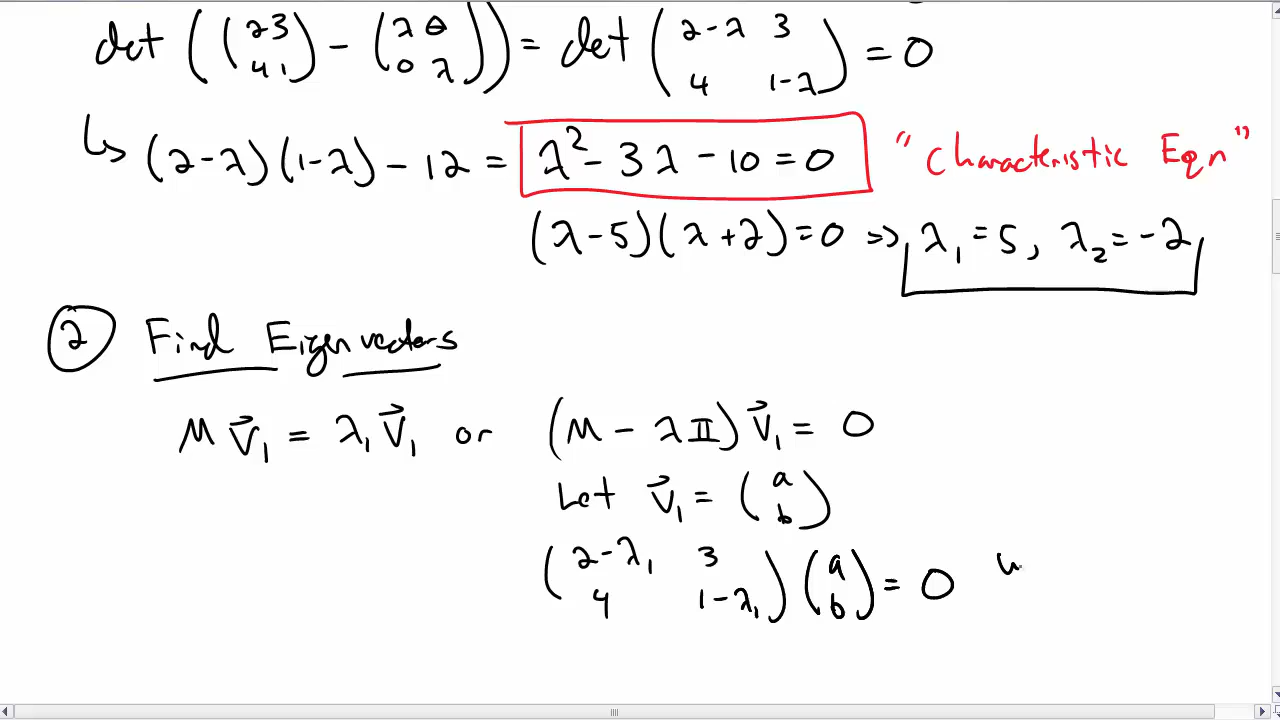 det ( ( 2 3 4 1 ) − ( λ 0 0 λ ) ) = det ( 2−λ 3 4 1−λ ) = 0
↳ (2−λ)(1−λ) − 12 = λ² − 3λ − 10 = 0 "Characteristic Eqn"
(λ−5)(λ+2)=0 ⇒ λ₁ = 5, λ₂ = −2
② Find Eigenvectors
M v⃗₁ = λ₁ v⃗₁ or (M − λ𝕀) v⃗₁ = 0
Let v⃗₁ = ( a b )
( 2−λ₁ 3 4 1−λ₁ ) ( a b ) = 0